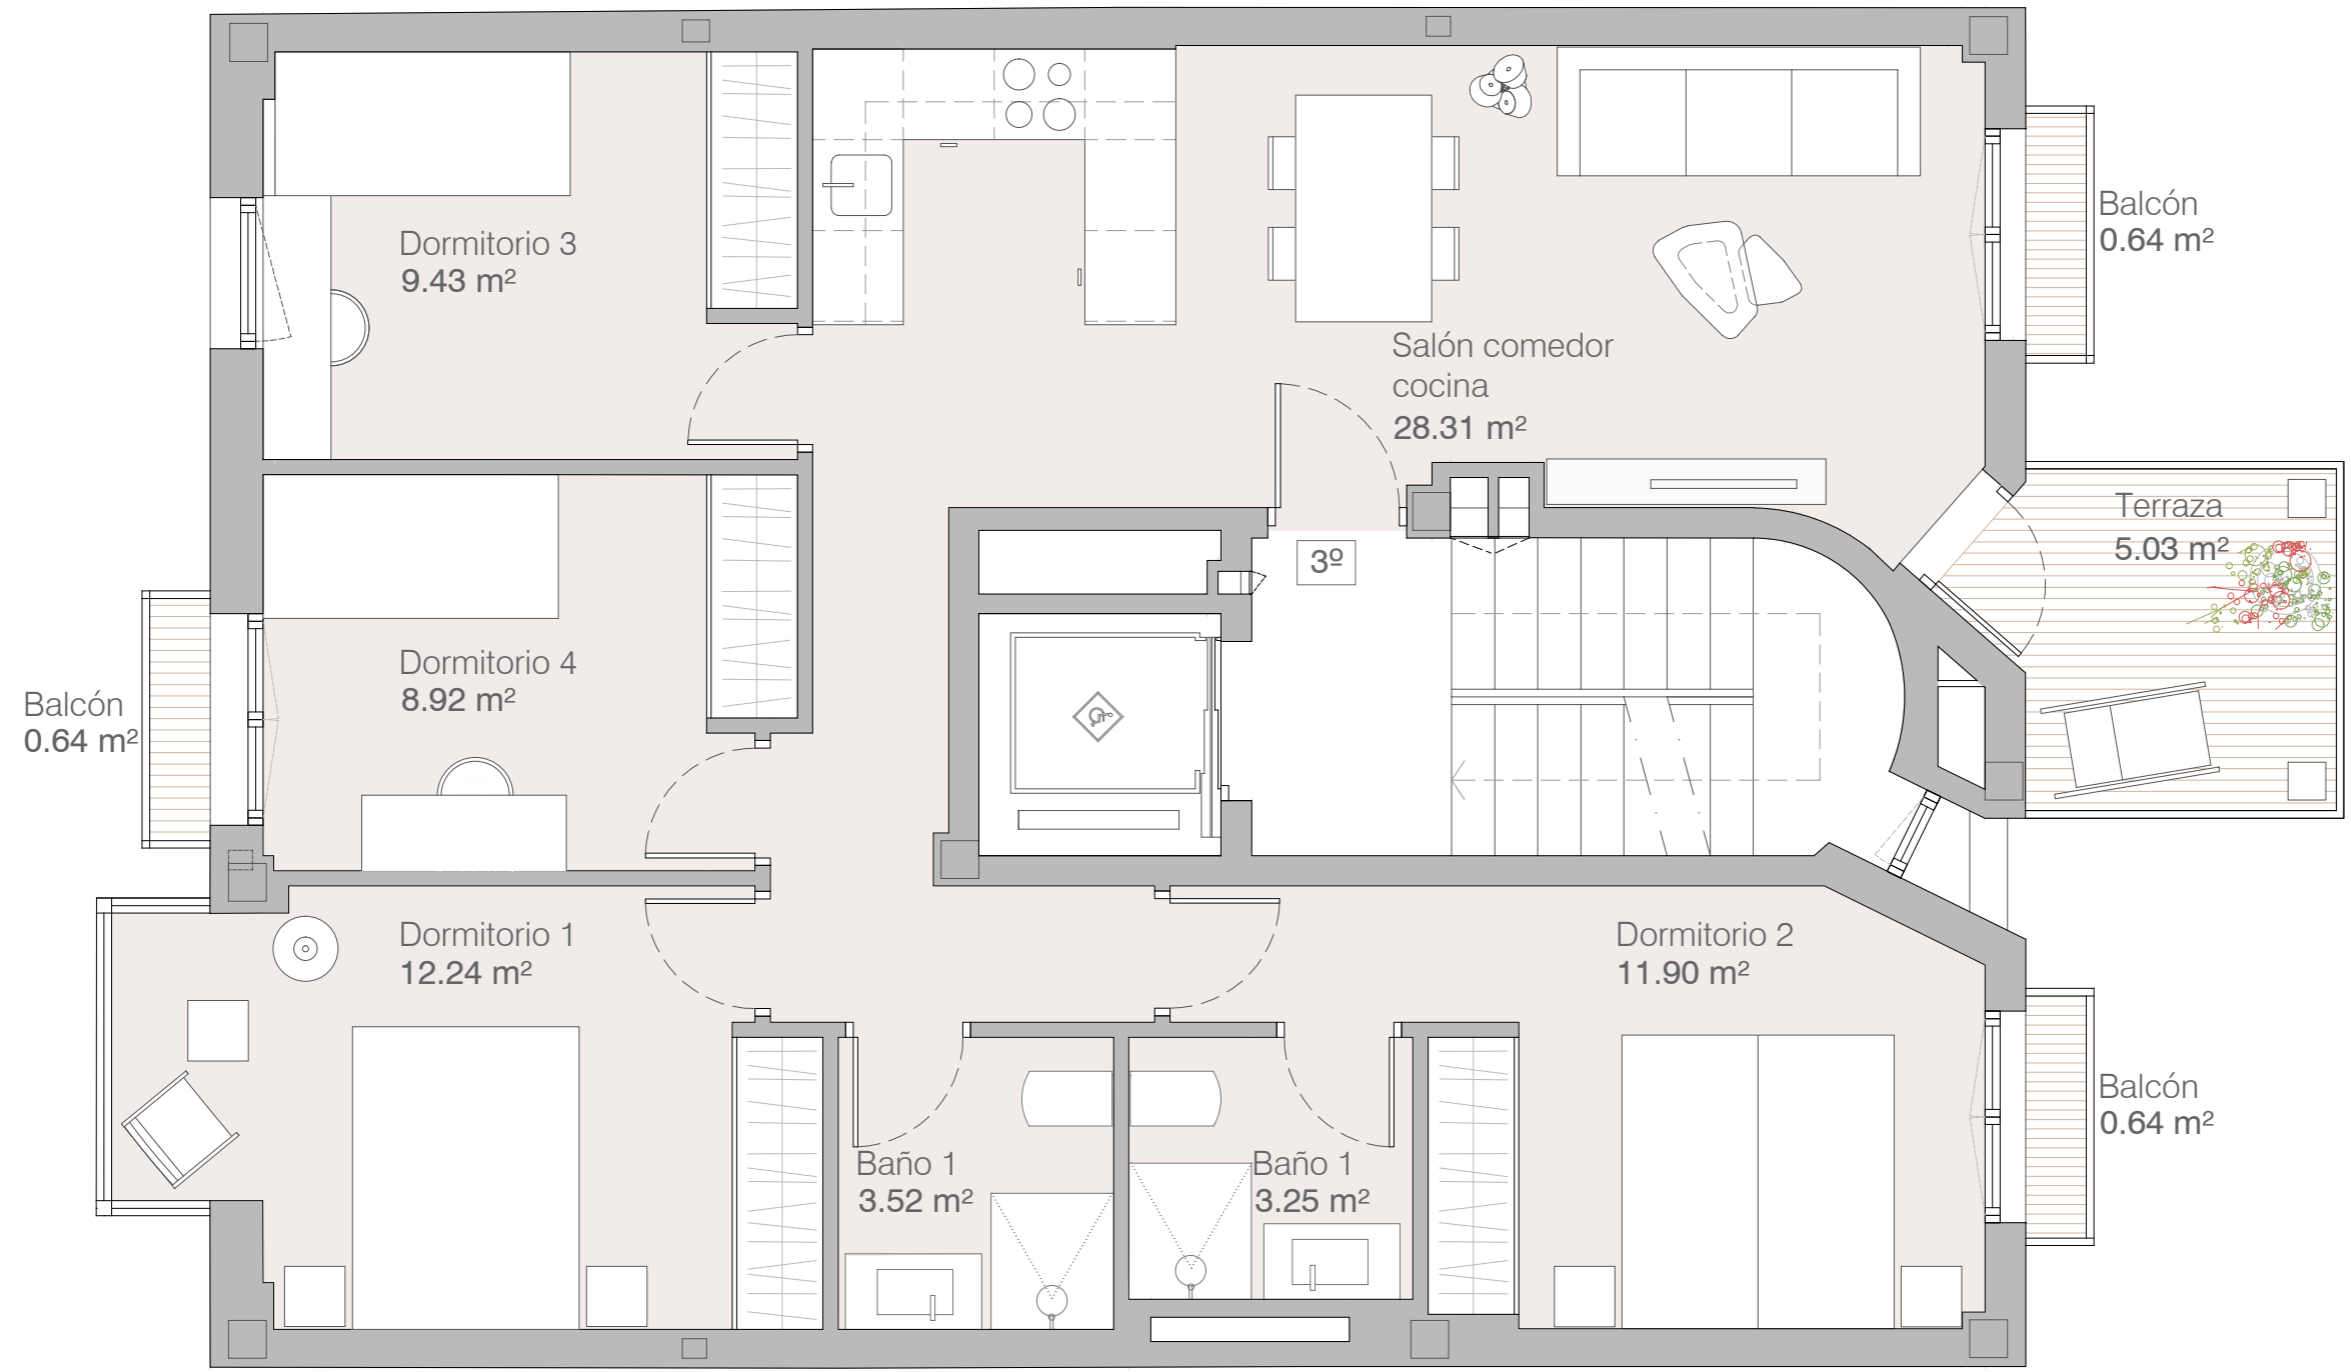 Dormitorio 3
9.43 m²
Balcón
0.64 m²
Salón comedor
cocina
28.31 m²
Terraza
5.03 m²
3º
Dormitorio 4
8.92 m²
Balcón
0.64 m²
Dormitorio 1
12.24 m²
Dormitorio 2
11.90 m²
Balcón
0.64 m²
Baño 1
3.52 m²
Baño 1
3.25 m²